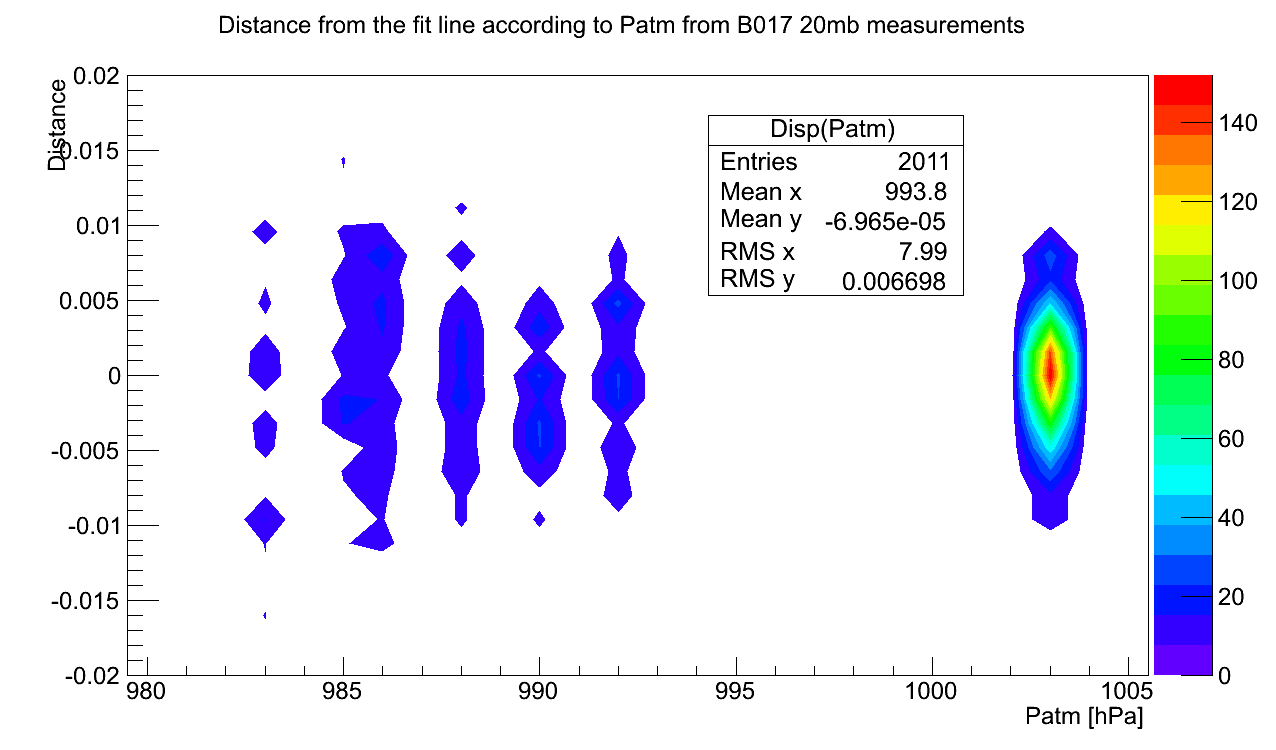 Distance from the fit line according to Patm from B017 20mb measurements
Distance
0.02
0.015
0.01
0.005
0
-0.005
-0.01
-0.015
-0.02
Disp(Patm)
Entries 2011
Mean x 993.8
Mean y -6.965e-05
RMS x 7.99
RMS y 0.006698
140
120
100
80
60
40
20
0
980 985 990 995 1000 1005
Patm [hPa]